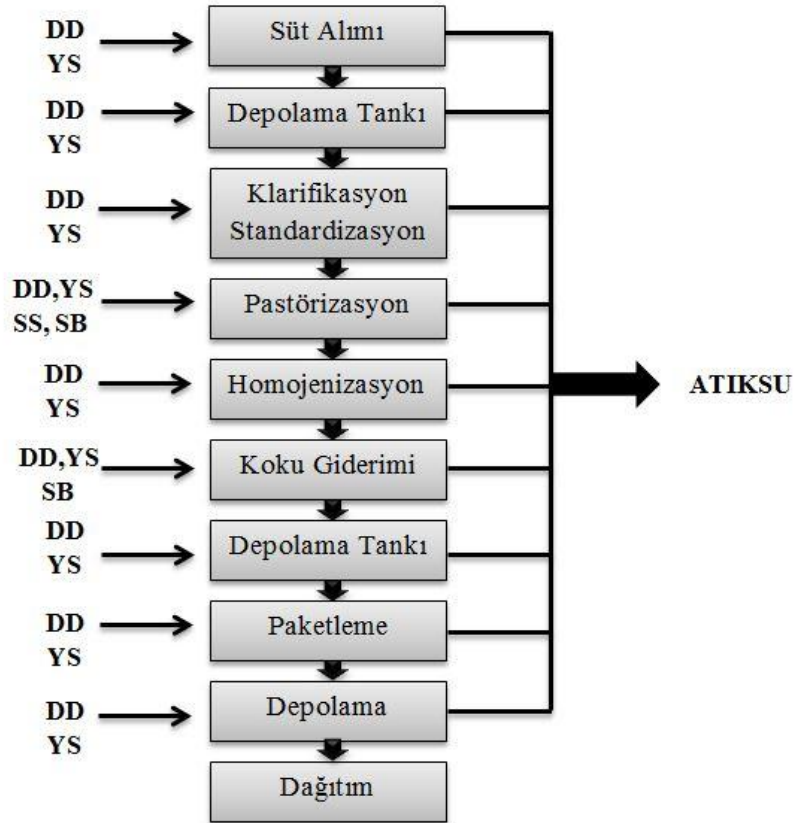 DD
YS
Süt Alımı
DD
YS
Depolama Tankı
DD
YS
Klarifikasyon
Standardizasyon
DD,YS
SS, SB
Pastörizasyon
DD
YS
Homojenizasyon
ATIKSU
DD,YS
SB
Koku Giderimi
DD
YS
Depolama Tankı
DD
YS
Paketleme
DD
YS
Depolama
Dağıtım